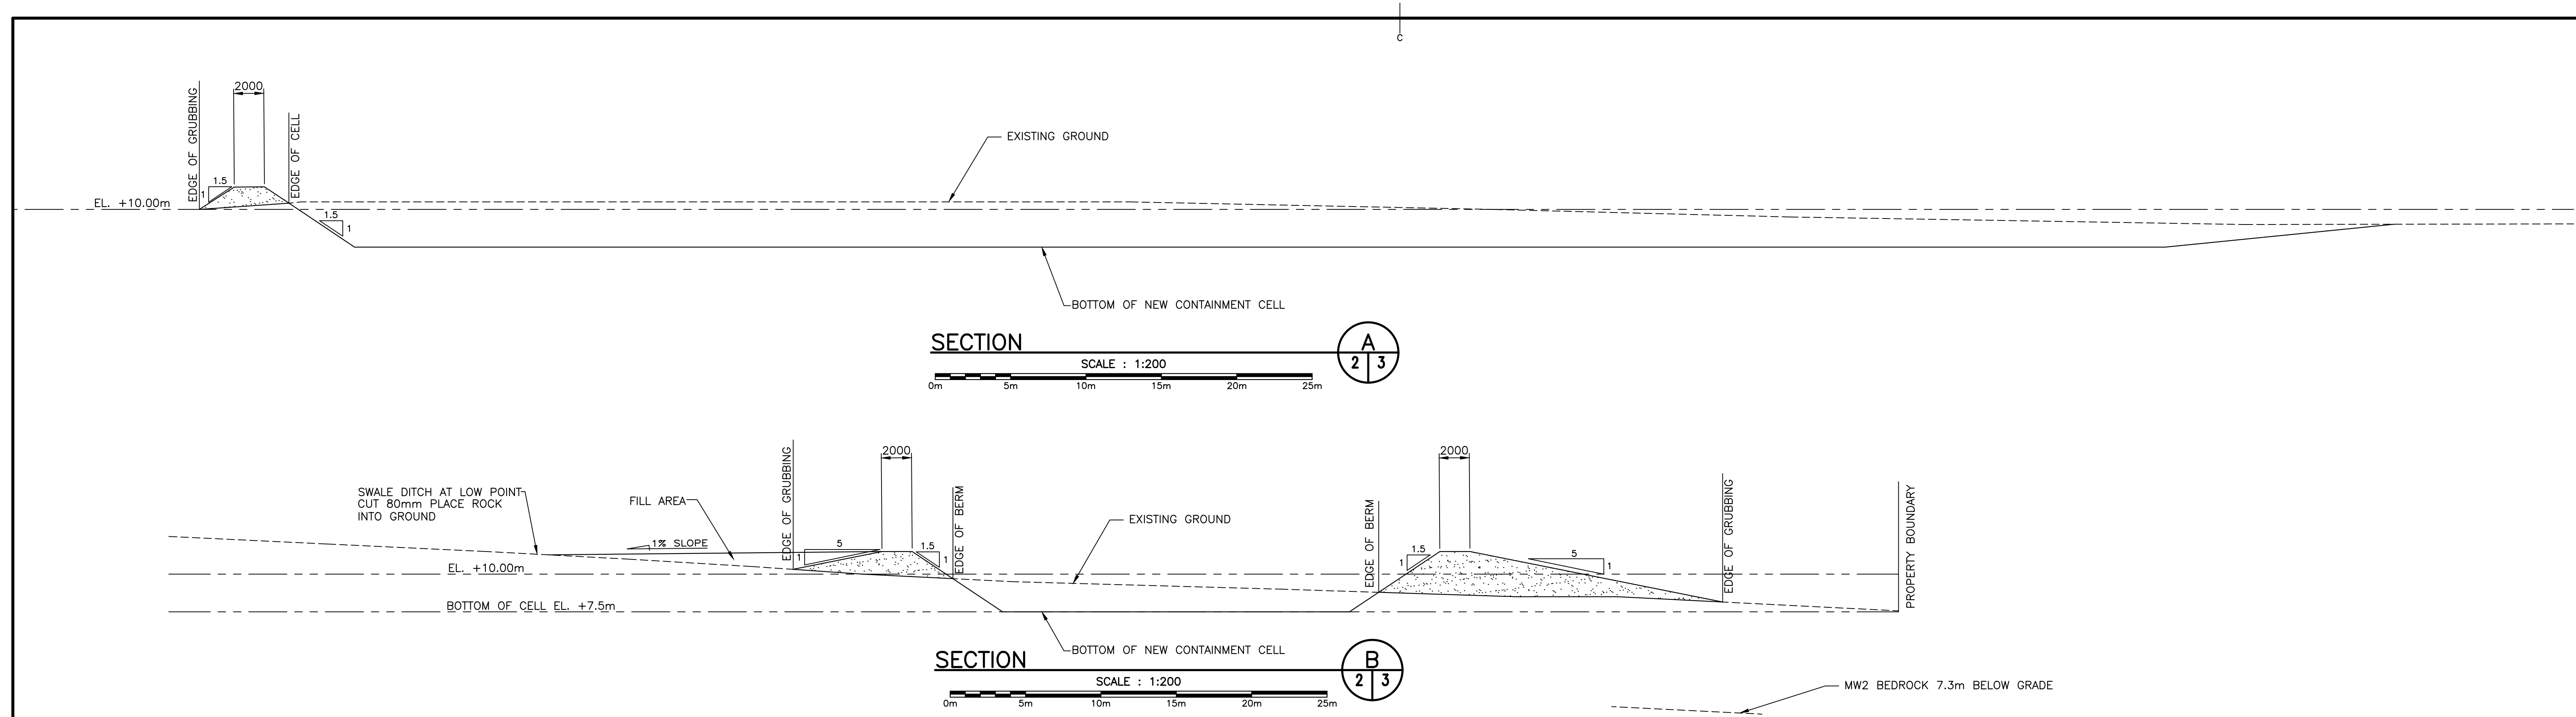 C
2000
EDGE OF GRUBBING
EDGE OF CELL
1.5
1
EXISTING GROUND
EL. +10.00m
1.5
1
BOTTOM OF NEW CONTAINMENT CELL
SECTION
A
2 3
SCALE : 1:200
0m 5m 10m 15m 20m 25m
2000
2000
EDGE OF GRUBBING
EDGE OF BERM
EDGE OF BERM
EDGE OF GRUBBING
PROPERTY BOUNDARY
SWALE DITCH AT LOW POINT
CUT 80mm PLACE ROCK
INTO GROUND
FILL AREA
EXISTING GROUND
1% SLOPE
5
1
1.5
1
1.5
1
5
1
EL. +10.00m
BOTTOM OF CELL EL. +7.5m
BOTTOM OF NEW CONTAINMENT CELL
SECTION
B
2 3
SCALE : 1:200
0m 5m 10m 15m 20m 25m
MW2 BEDROCK 7.3m BELOW GRADE